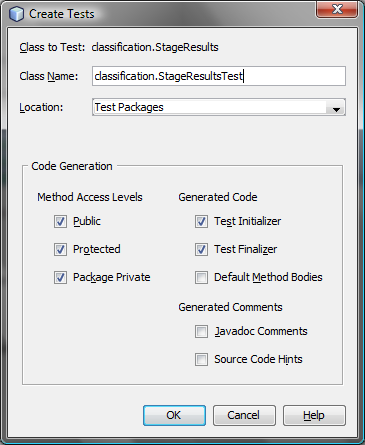 Create Tests
Class to Test: classification.StageResults
Class Name: classification.StageResultsTest
Location: Test Packages
Code Generation
Method Access Levels Generated Code
Public Test Initializer
Protected Test Finalizer
Package Private Default Method Bodies
Generated Comments
Javadoc Comments
Source Code Hints
OK Cancel Help